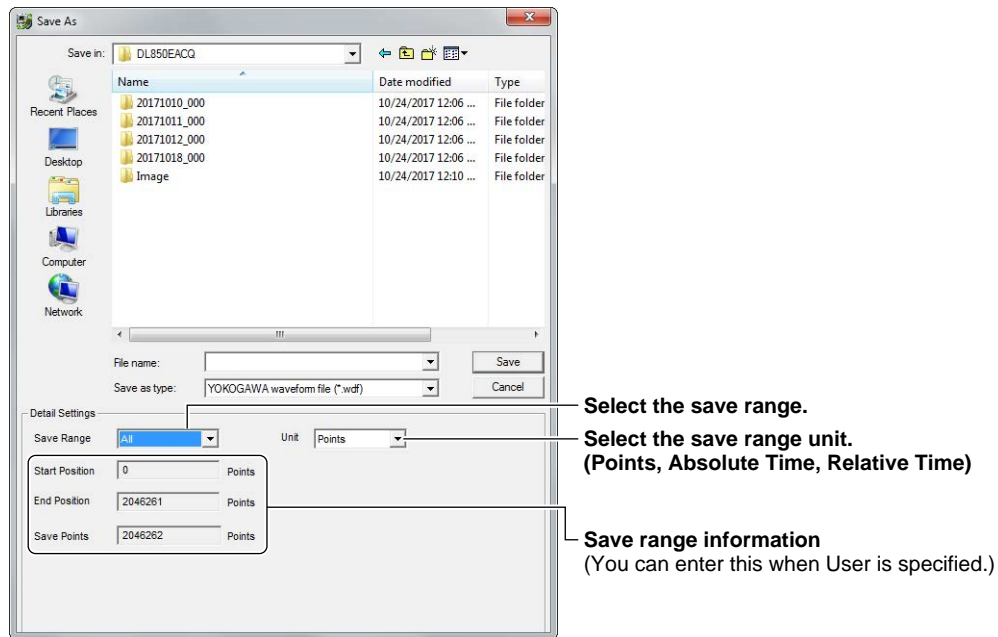 Save As
Save in: DL850EACQ
Name Date modified Type
Recent Places
Desktop
Libraries
Computer
Network
20171010_000 10/24/2017 12:06 ... File folder
20171011_000 10/24/2017 12:06 ... File folder
20171012_000 10/24/2017 12:06 ... File folder
20171018_000 10/24/2017 12:06 ... File folder
Image 10/24/2017 12:10 ... File folder
File name: Save
Save as type: YOKOGAWA waveform file (*.wdf) Cancel
Detail Settings
Save Range All Unit Points
Start Position 0 Points
End Position 2046261 Points
Save Points 2046262 Points
Select the save range.
Select the save range unit.
(Points, Absolute Time, Relative Time)
Save range information
(You can enter this when User is specified.)